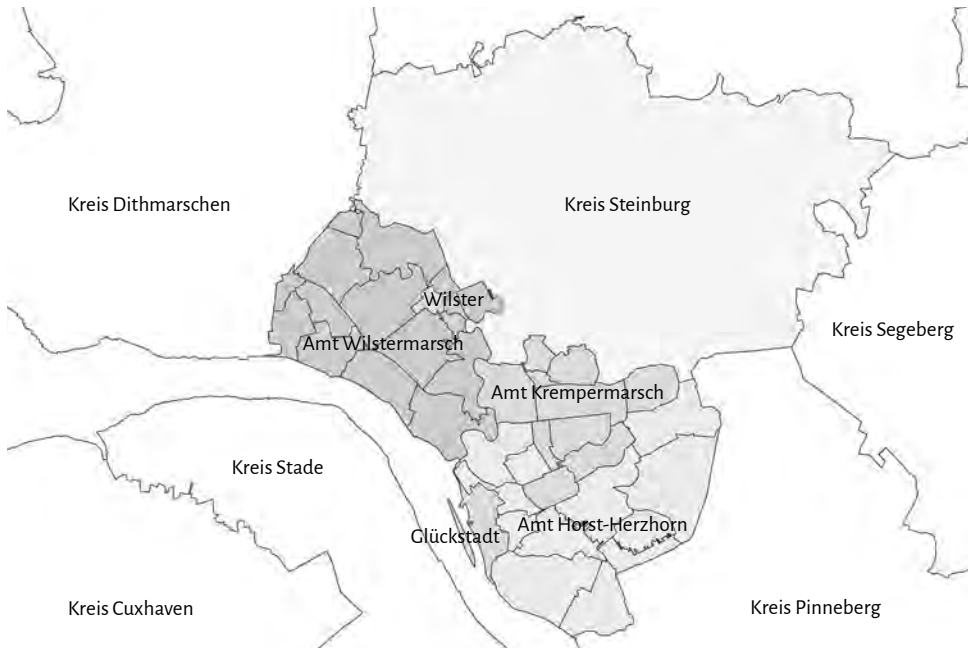 Kreis Dithmarschen
Kreis Steinburg
Wilster
Kreis Segeberg
Amt Wilstermarsch
Amt Krempermarsch
Kreis Stade
Amt Horst-Herzhorn
Glückstadt
Kreis Cuxhaven
Kreis Pinneberg